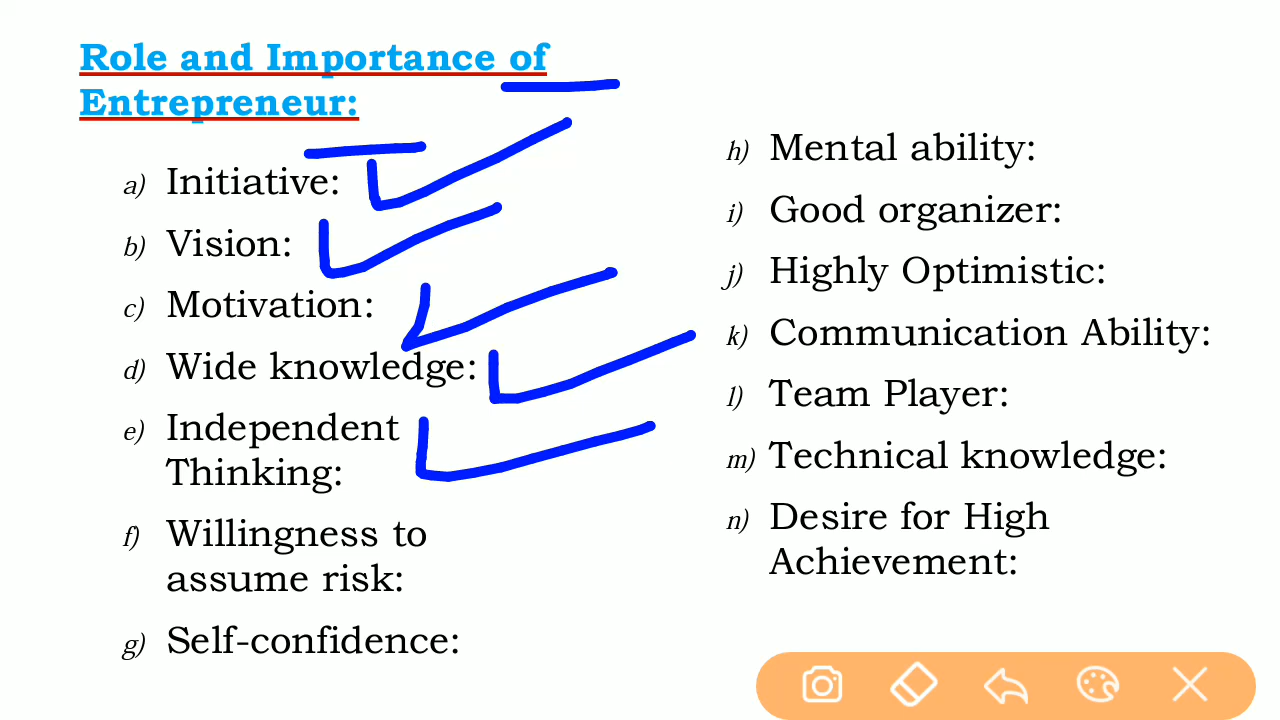 Role and Importance of
Entrepreneur:
a) Initiative:
b) Vision:
c) Motivation:
d) Wide knowledge:
e) Independent
Thinking:
f) Willingness to
assume risk:
g) Self-confidence:
h) Mental ability:
i) Good organizer:
j) Highly Optimistic:
k) Communication Ability:
l) Team Player:
m) Technical knowledge:
n) Desire for High
Achievement: